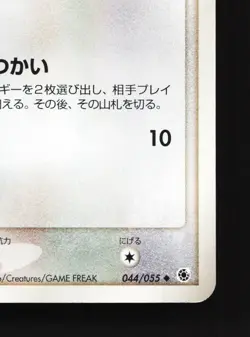 つかい
ギーを2枚選び出し、相手プレイ
える。その後、その山札を切る。
10
抗力
にげる
/Creatures/GAME FREAK
044/055